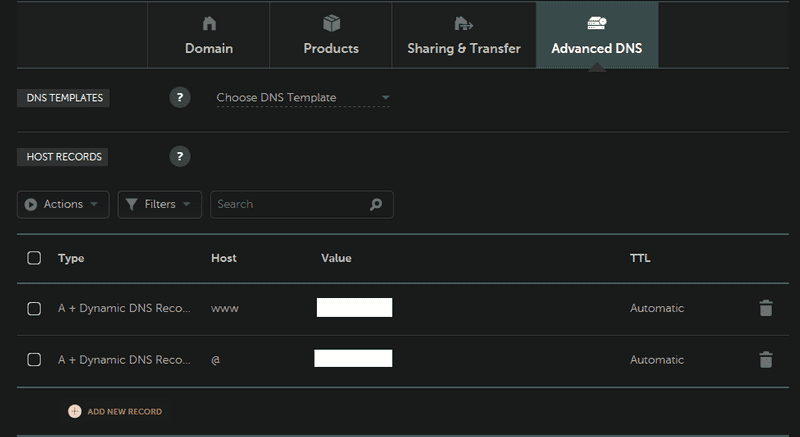 Domain
Products
Sharing & Transfer
Advanced DNS
DNS TEMPLATES
?
Choose DNS Template
HOST RECORDS
?
Actions
Filters
Search
Type Host Value TTL
A + Dynamic DNS Reco... www Automatic
A + Dynamic DNS Reco... @ Automatic
ADD NEW RECORD